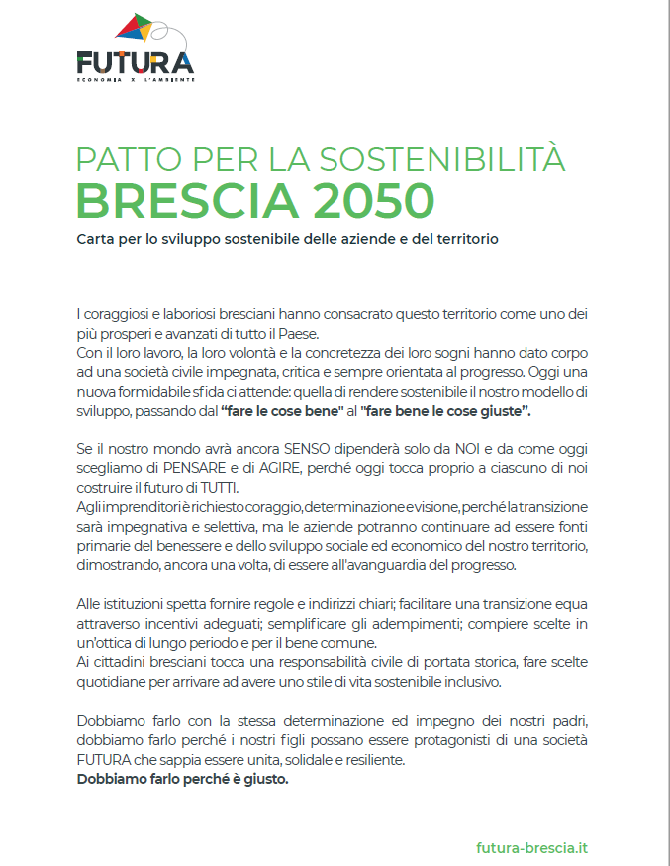 FUTURA
ECONOMIA X L'AMBIENTE
PATTO PER LA SOSTENIBILITÀ
BRESCIA 2050
Carta per lo sviluppo sostenibile delle aziende e del territorio
I coraggiosi e laboriosi bresciani hanno consacrato questo territorio come uno dei
più prosperi e avanzati di tutto il Paese.
Con il loro lavoro, la loro volontà e la concretezza dei loro sogni hanno dato corpo
ad una società civile impegnata, critica e sempre orientata al progresso. Oggi una
nuova formidabile sfida ci attende: quella di rendere sostenibile il nostro modello di
sviluppo, passando dal “fare le cose bene" al "fare bene le cose giuste”.
Se il nostro mondo avrà ancora SENSO dipenderà solo da NOI e da come oggi
scegliamo di PENSARE e di AGIRE, perché oggi tocca proprio a ciascuno di noi
costruire il futuro di TUTTI.
Agli imprenditori è richiesto coraggio, determinazione e visione, perché la transizione
sarà impegnativa e selettiva, ma le aziende potranno continuare ad essere fonti
primarie del benessere e dello sviluppo sociale ed economico del nostro territorio,
dimostrando, ancora una volta, di essere all'avanguardia del progresso.
Alle istituzioni spetta fornire regole e indirizzi chiari; facilitare una transizione equa
attraverso incentivi adeguati; semplificare gli adempimenti; compiere scelte in
un'ottica di lungo periodo e per il bene comune.
Ai cittadini bresciani tocca una responsabilità civile di portata storica, fare scelte
quotidiane per arrivare ad avere uno stile di vita sostenibile inclusivo.
Dobbiamo farlo con la stessa determinazione ed impegno dei nostri padri,
dobbiamo farlo perché i nostri figli possano essere protagonisti di una società
FUTURA che sappia essere unita, solidale e resiliente.
Dobbiamo farlo perché è giusto.
futura-brescia.it